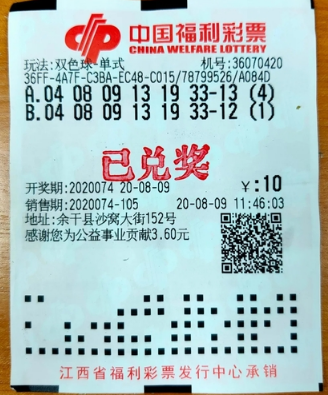 中国福利彩票
CHINA WELFARE LOTTERY
玩法:双色球-单式 机号:36070420
36FF-4A7F-C3BA-EC48-C015/78799526/A084D
A.04 08 09 13 19 33-13 (4)
B.04 08 09 13 19 33-12 (1)
已兑奖
开奖期:2020074 20-08-09 ¥:10
销售期:2020074-105 20-08-09 11:46:03
地址:余干县沙窝大街152号
感谢您为公益事业贡献3.60元
江西省福利彩票发行中心承销